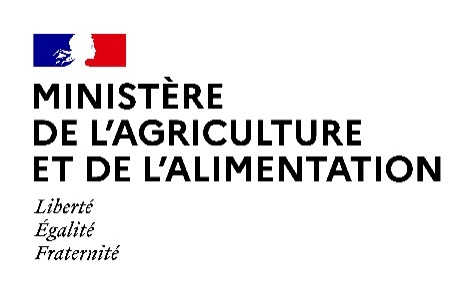 MINISTÈRE
DE L'AGRICULTURE
ET DE L'ALIMENTATION
Liberté
Égalité
Fraternité